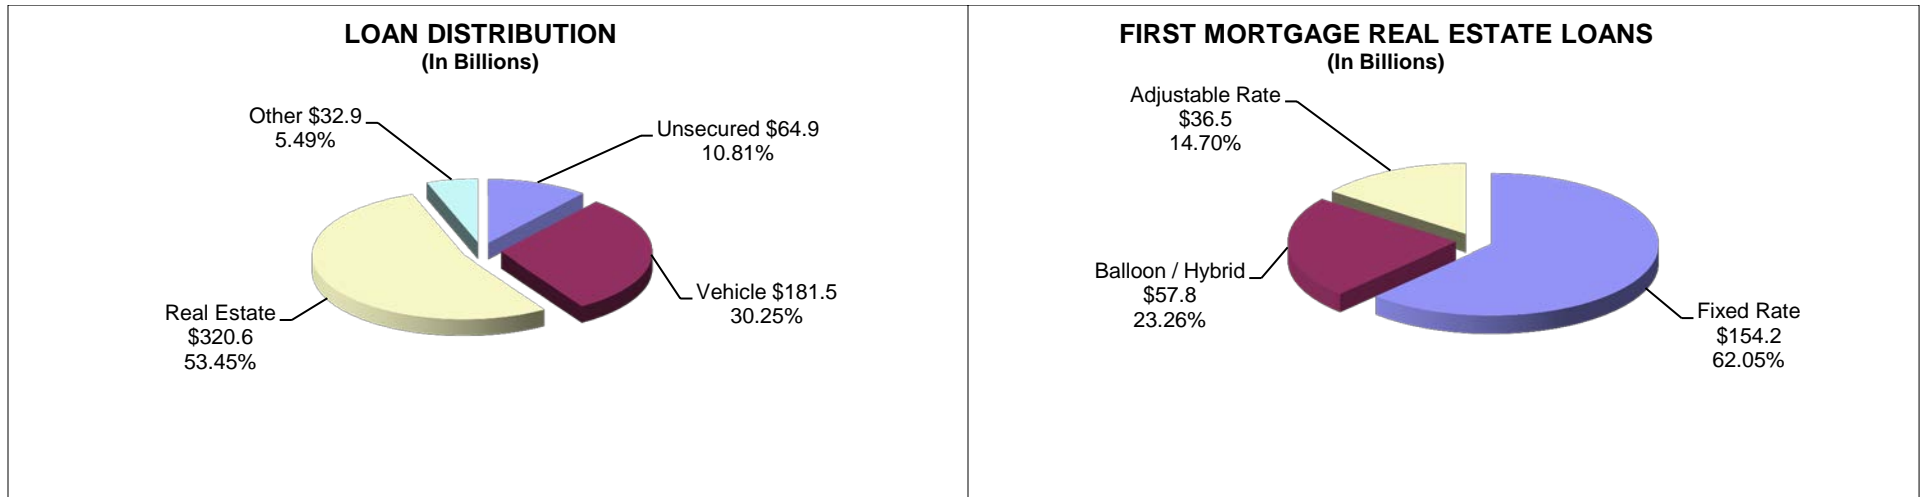 LOAN DISTRIBUTION
(In Billions)
Other $32.9
5.49%
Unsecured $64.9
10.81%
Vehicle $181.5
30.25%
Real Estate
$320.6
53.45%
FIRST MORTGAGE REAL ESTATE LOANS
(In Billions)
Adjustable Rate
$36.5
14.70%
Balloon / Hybrid
$57.8
23.26%
Fixed Rate
$154.2
62.05%